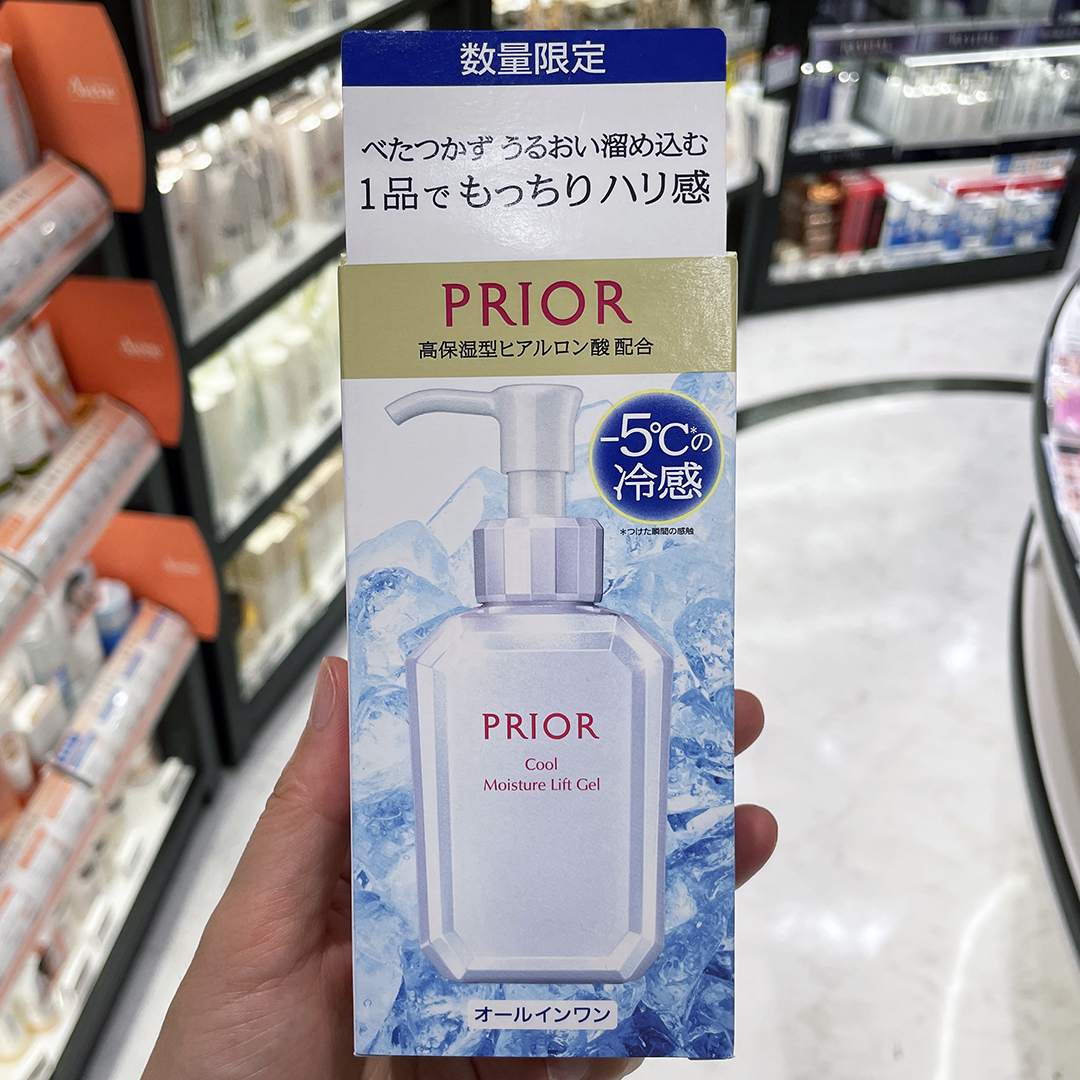 数量限定
べたつかず うるおい溜め込む
1品で もっちり ハリ感
PRIOR
高保湿型ヒアルロン酸 配合
-5℃*の
冷感
*つけた瞬間の感触
PRIOR
Cool
Moisture Lift Gel
オールインワン